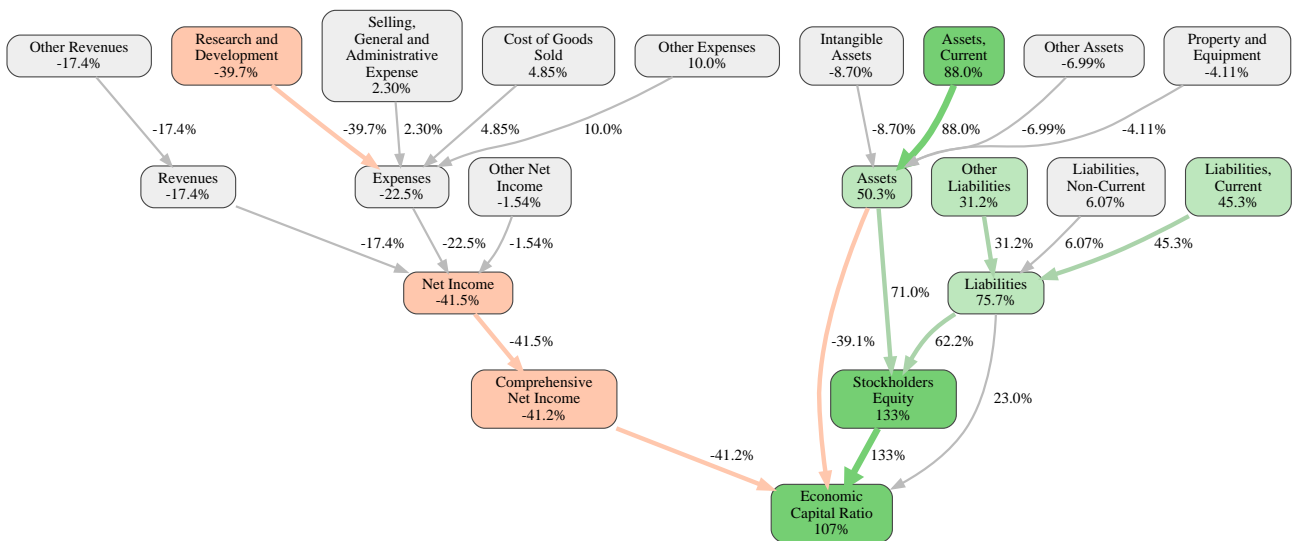 Other Revenues
-17.4%
Research and
Development
-39.7%
Selling,
General and
Administrative
Expense
2.30%
Cost of Goods
Sold
4.85%
Other Expenses
10.0%
Intangible
Assets
-8.70%
Assets,
Current
88.0%
Other Assets
-6.99%
Property and
Equipment
-4.11%
-17.4%
-39.7%
2.30%
4.85%
10.0%
-8.70%
88.0%
-6.99%
-4.11%
Revenues
-17.4%
Expenses
-22.5%
Other Net
Income
-1.54%
Assets
50.3%
Other
Liabilities
31.2%
Liabilities,
Non-Current
6.07%
Liabilities,
Current
45.3%
-17.4%
-22.5%
-1.54%
31.2%
6.07%
45.3%
Net Income
-41.5%
71.0%
Liabilities
75.7%
-41.5%
-39.1%
62.2%
Comprehensive
Net Income
-41.2%
Stockholders
Equity
133%
23.0%
-41.2%
133%
Economic
Capital Ratio
107%